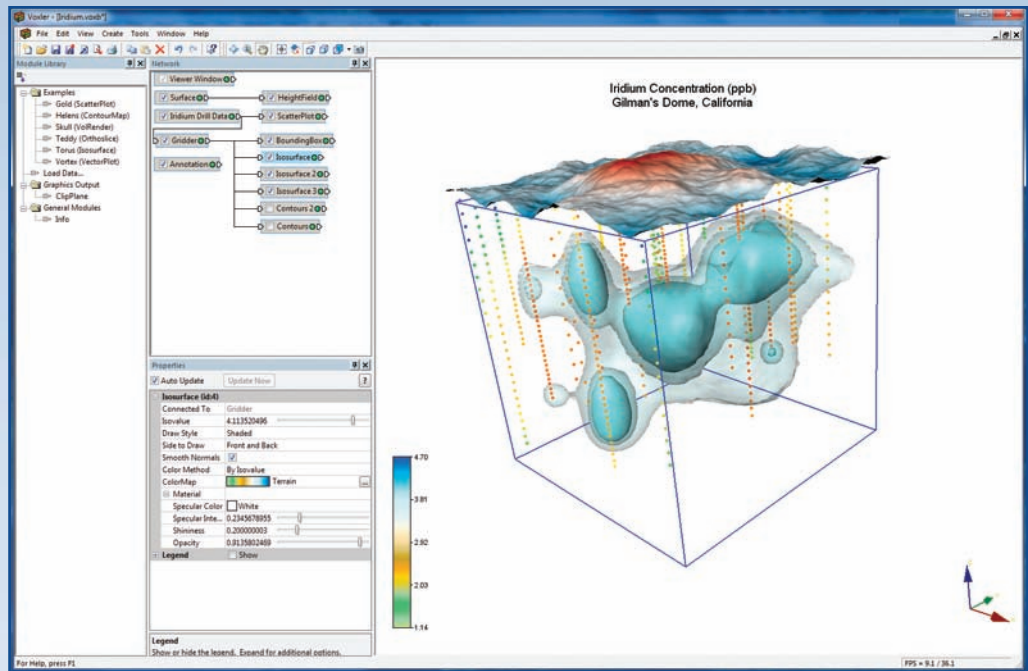 Voxler - [Iridium.voxb*]
File Edit View Create Tools Window Help
Module Library
Examples
Gold (ScatterPlot)
Helens (ContourMap)
Skull (VolRender)
Teddy (Orthoslice)
Torus (Isosurface)
Vortex (VectorPlot)
Load Data...
Graphics Output
ClipPlane
General Modules
Info
Network
Viewer Window
Surface
HeightField
Iridium Drill Data
ScatterPlot
Gridder
BoundingBox
Isosurface
Annotation
Isosurface 2
Isosurface 3
Contours 2
Contours
Properties
Auto Update Update Now ?
Isosurface (id:4)
Connected To Gridder
Isovalue 4.113520496
Draw Style Shaded
Side to Draw Front and Back
Smooth Normals
Color Method By Isovalue
ColorMap Terrain ...
Material
Specular Color White
Specular Inte... 0.2345678955
Shininess 0.200000003
Opacity 0.9135802469
Legend Show
Legend
Show or hide the legend. Expand for additional options.
Iridium Concentration (ppb)
Gilman's Dome, California
4.70
3.81
2.92
2.03
1.14
For Help, press F1
FPS = 9.1 / 36.1